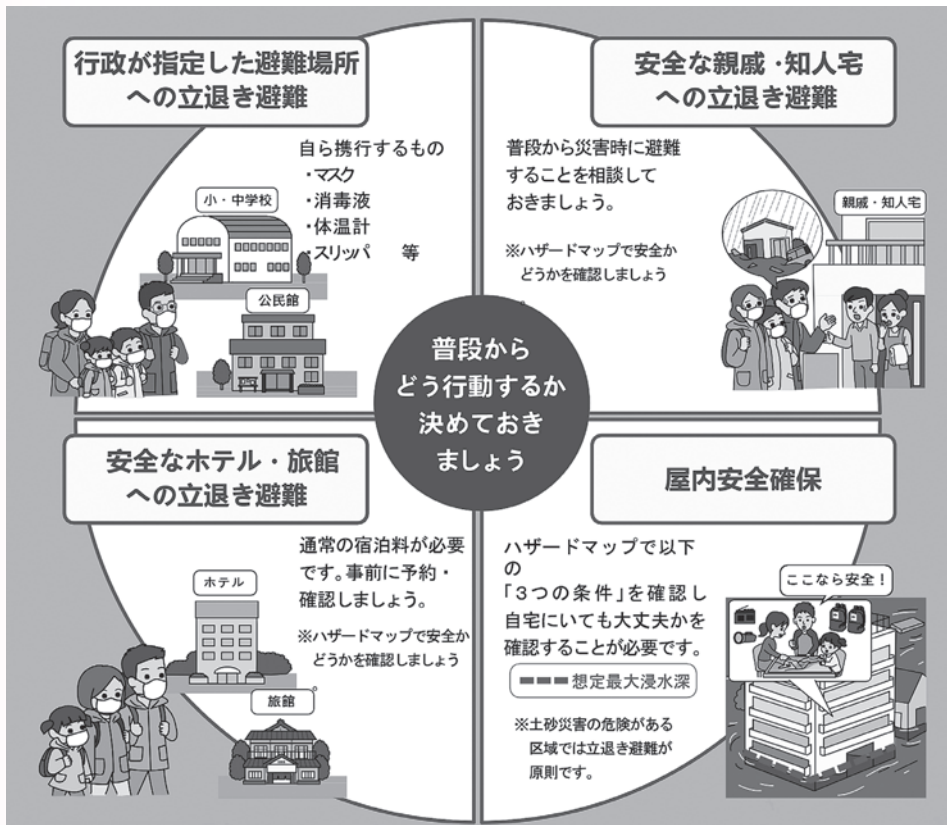 行政が指定した避難場所
への立退き避難
自ら携行するもの
・マスク
・消毒液
・体温計
・スリッパ 等
小・中学校
公民館
安全な親戚・知人宅
への立退き避難
普段から災害時に避難
することを相談して
おきましょう。
※ハザードマップで安全か
どうかを確認しましょう
親戚・知人宅
普段から
どう行動するか
決めておき
ましょう
安全なホテル・旅館
への立退き避難
通常の宿泊料が必要
です。事前に予約・
確認しましょう。
※ハザードマップで安全か
どうかを確認しましょう
。
ホテル
旅館
屋内安全確保
ハザードマップで以下
の
「3つの条件」を確認し
自宅にいても大丈夫かを
確認することが必要です。
想定最大浸水深
※土砂災害の危険がある
区域では立退き避難が
原則です。
ここなら安全！